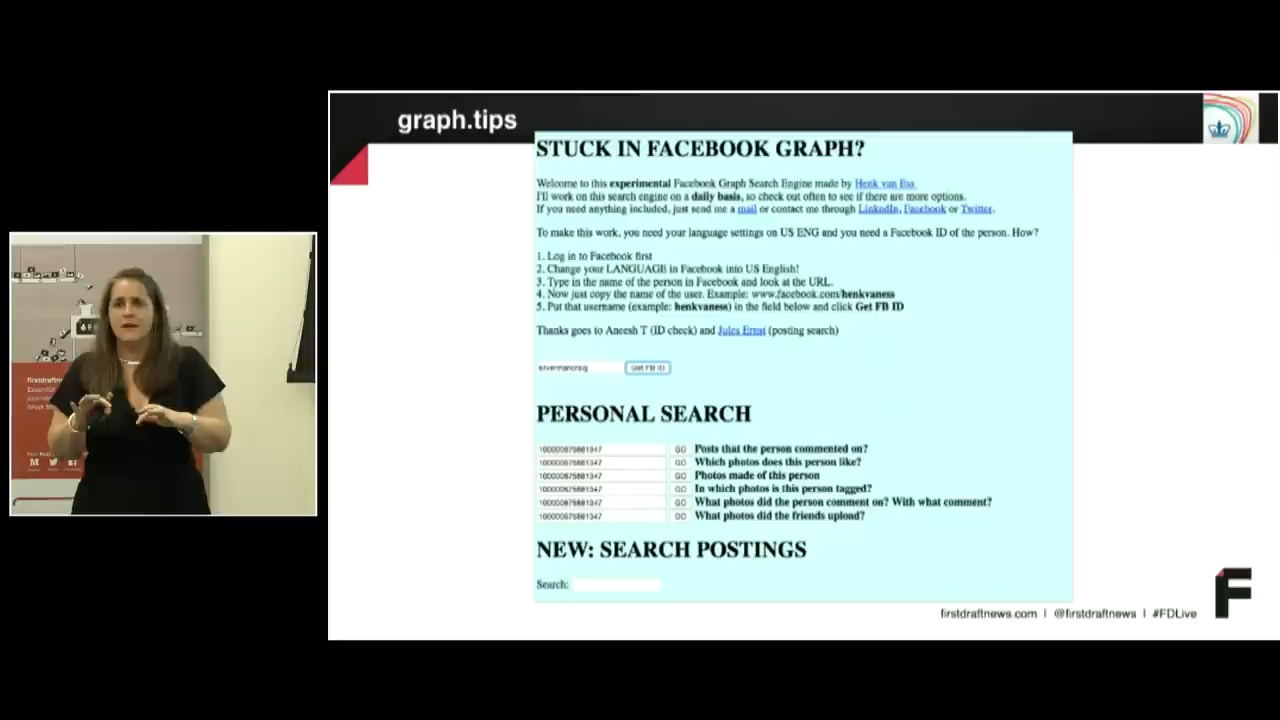 graph.tips
STUCK IN FACEBOOK GRAPH?
Welcome to this experimental Facebook Graph Search Engine made by Henk van Ess
I'll work on this search engine on a daily basis, so check out often to see if there are more options.
If you need anything included, just send me a mail or contact me through LinkedIn, Facebook or Twitter.
To make this work, you need your language settings on US ENG and you need a Facebook ID of the person. How?
1. Log in to Facebook first
2. Change your LANGUAGE in Facebook into US English!
3. Type in the name of the person in Facebook and look at the URL.
4. Now just copy the name of the user. Example: www.facebook.com/henkvaness
5. Put that username (example: henkvaness) in the field below and click Get FB ID
Thanks goes to Aneesh T (ID check) and Jules Ernst (posting search)
silvermancraig Get FB ID
PERSONAL SEARCH
GO Posts that the person commented on?
GO Which photos does this person like?
GO Photos made of this person
GO In which photos is this person tagged?
GO What photos did the person comment on? With what comment?
GO What photos did the friends upload?
NEW: SEARCH POSTINGS
Search:
firstdraftnews.com | @firstdraftnews | #FDLive
F